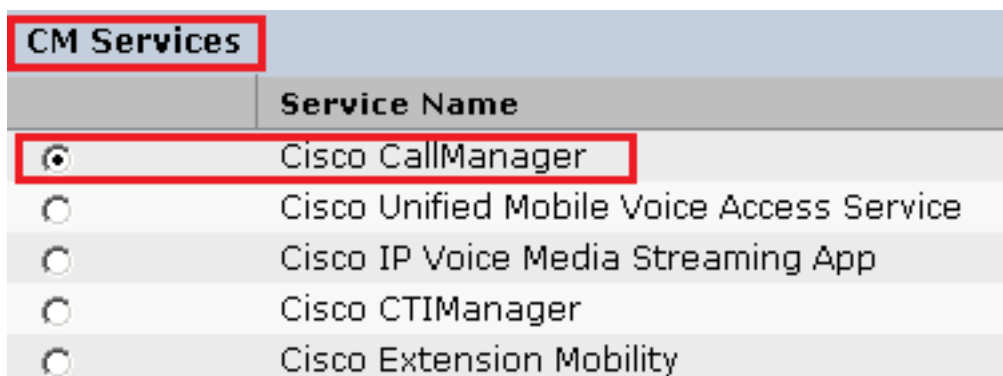 CM Services
Service Name
Cisco CallManager
Cisco Unified Mobile Voice Access Service
Cisco IP Voice Media Streaming App
Cisco CTIManager
Cisco Extension Mobility